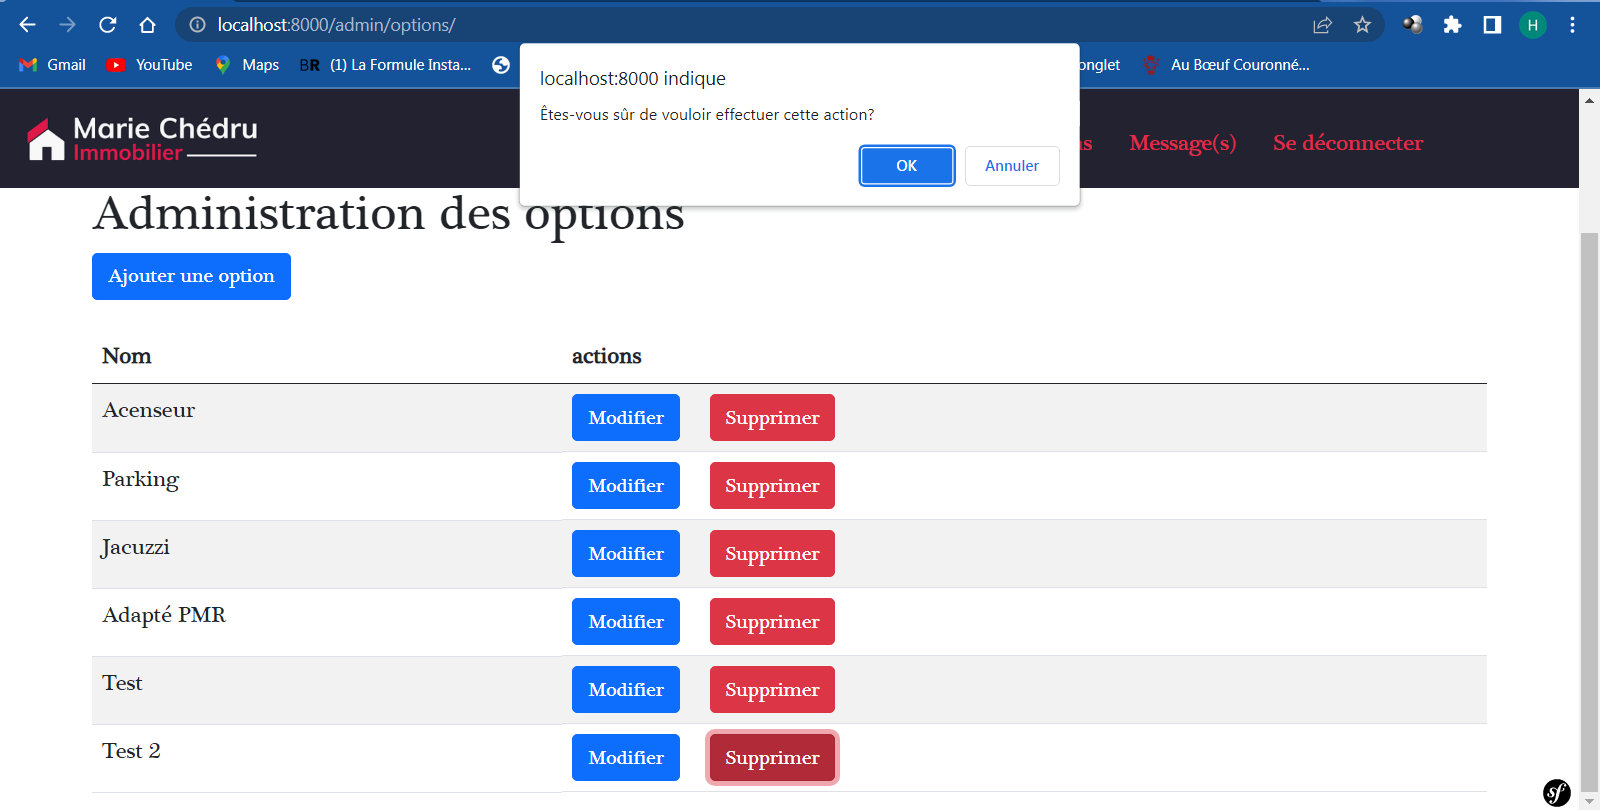 localhost:8000/admin/options/
H
Gmail
YouTube
Maps
BR
(1) La Formule Insta...
onglet
Au Bœuf Couronné...
localhost:8000 indique
Êtes-vous sûr de vouloir effectuer cette action?
OK
Annuler
Marie Chédru
Immobilier
Message(s)
Se déconnecter
Administration des options
Ajouter une option
Nom
actions
Acenseur
Modifier
Supprimer
Parking
Modifier
Supprimer
Jacuzzi
Modifier
Supprimer
Adapté PMR
Modifier
Supprimer
Test
Modifier
Supprimer
Test 2
Modifier
Supprimer
sf